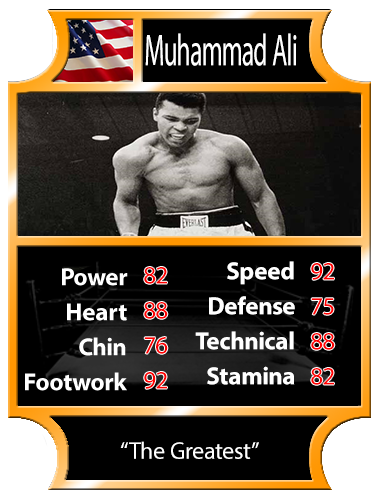 Muhammad Ali
EVERLAST
Power 82
Speed 92
Heart 88
Defense 75
Chin 76
Technical 88
Footwork 92
Stamina 82
“The Greatest”